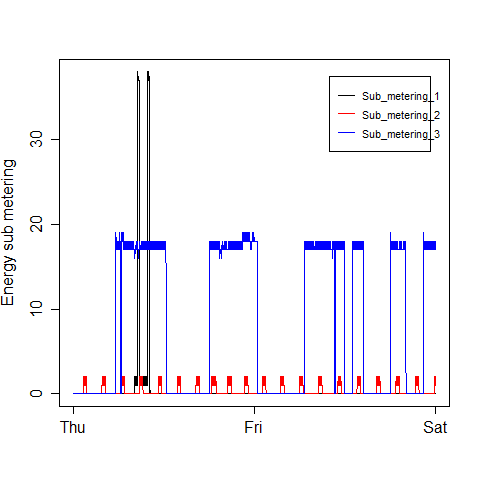 Sub_metering_1
Sub_metering_2
Sub_metering_3
Energy sub metering
30
20
10
0
Thu Fri Sat